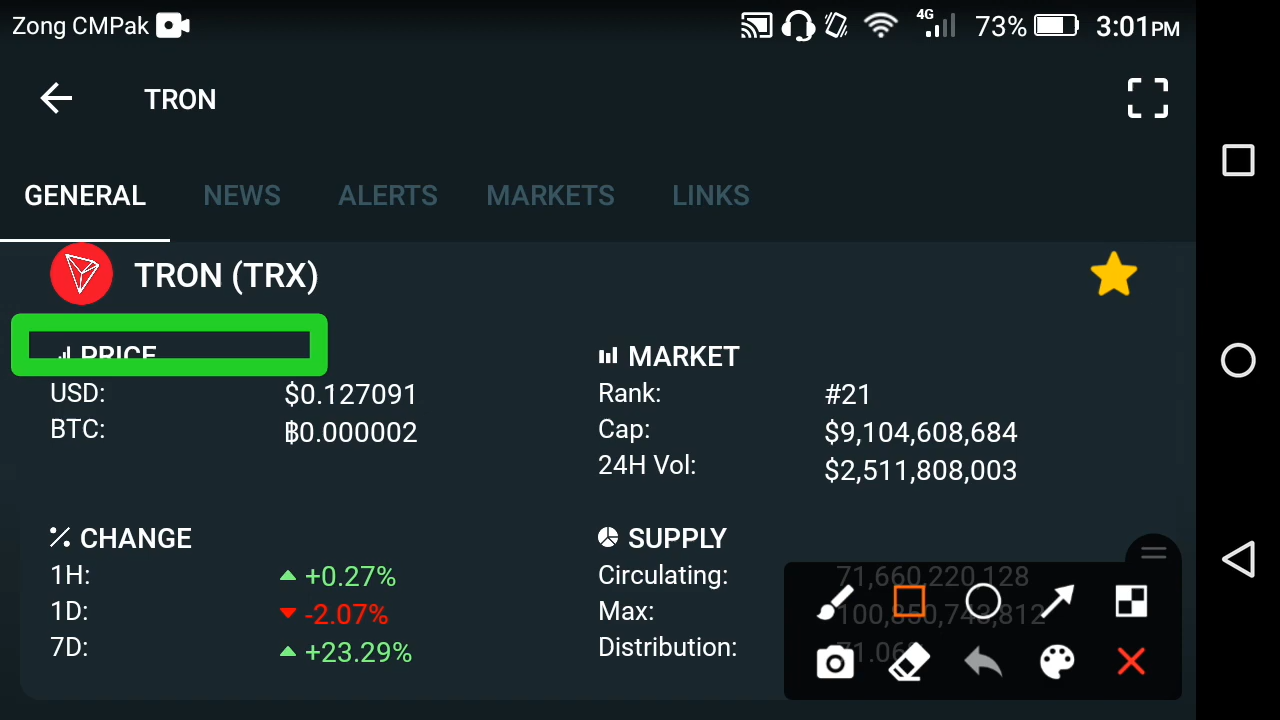 Zong CMPak 4G 73% 3:01PM
TRON
GENERAL NEWS ALERTS MARKETS LINKS
TRON (TRX)
PRICE
USD: $0.127091
BTC: ฿0.000002
MARKET
Rank: #21
Cap: $9,104,608,684
24H Vol: $2,511,808,003
CHANGE
1H: +0.27%
1D: -2.07%
7D: +23.29%
SUPPLY
Circulating: 71,660,220,128
Max:
Distribution: